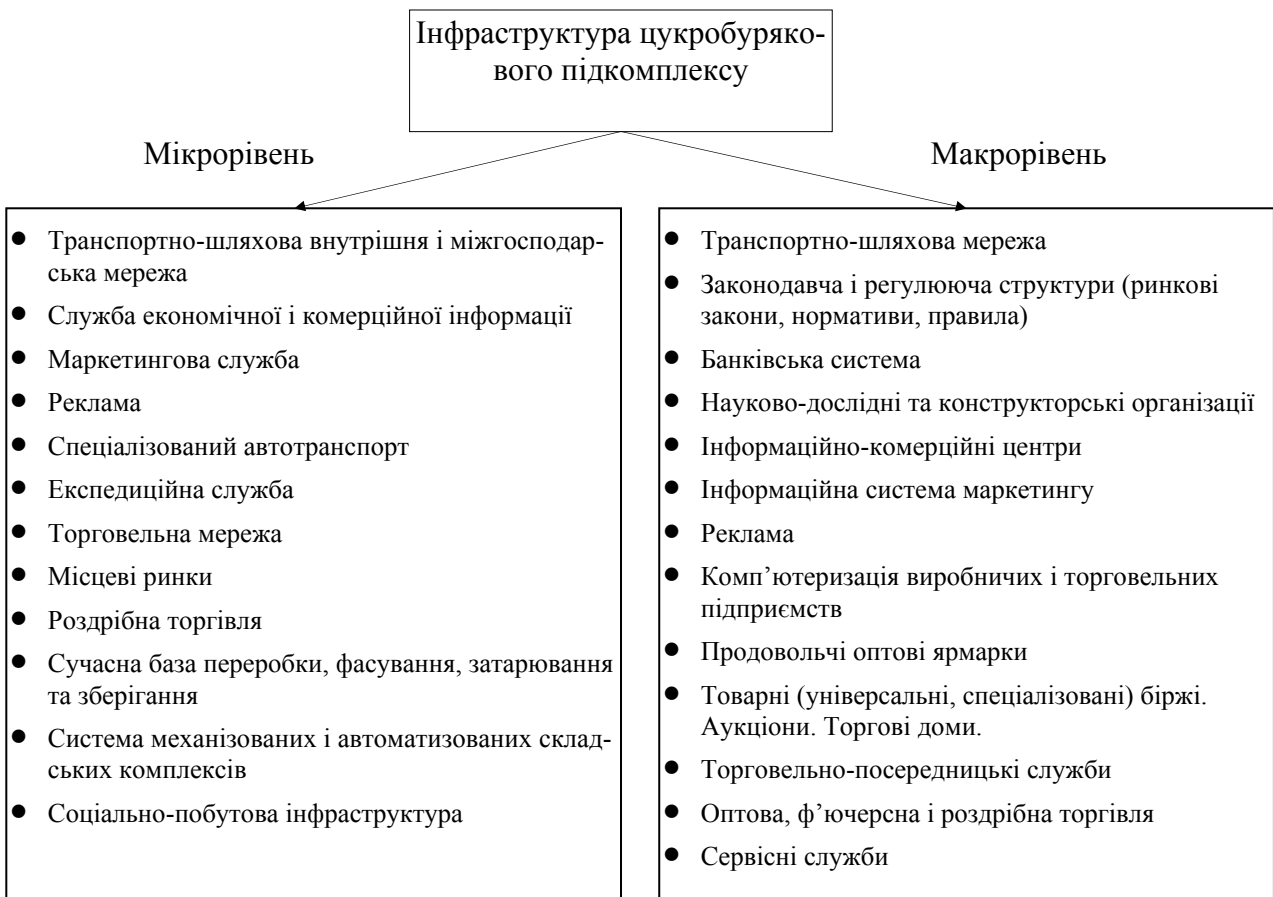 Інфраструктура цукробуряко-
вого підкомплексу
Мікрорівень
Макрорівень
● Транспортно-шляхова внутрішня і міжгосподар-
ська мережа
● Служба економічної і комерційної інформації
● Маркетингова служба
● Реклама
● Спеціалізований автотранспорт
● Експедиційна служба
● Торговельна мережа
● Місцеві ринки
● Роздрібна торгівля
● Сучасна база переробки, фасування, затарювання
та зберігання
● Система механізованих і автоматизованих склад-
ських комплексів
● Соціально-побутова інфраструктура
● Транспортно-шляхова мережа
● Законодавча і регулююча структури (ринкові
закони, нормативи, правила)
● Банківська система
● Науково-дослідні та конструкторські організації
● Інформаційно-комерційні центри
● Інформаційна система маркетингу
● Реклама
● Комп’ютеризація виробничих і торговельних
підприємств
● Продовольчі оптові ярмарки
● Товарні (універсальні, спеціалізовані) біржі.
Аукціони. Торгові доми.
● Торговельно-посередницькі служби
● Оптова, ф’ючерсна і роздрібна торгівля
● Сервісні служби